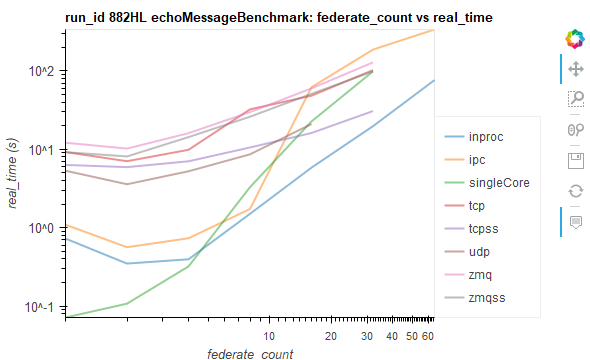 run_id 882HL echoMessageBenchmark: federate_count vs real_time
real_time (s)
10^2
10^1
10^0
10^-1
10
20
30
40
50
60
federate_count
inproc
ipc
singleCore
tcp
tcpss
udp
zmq
zmqss